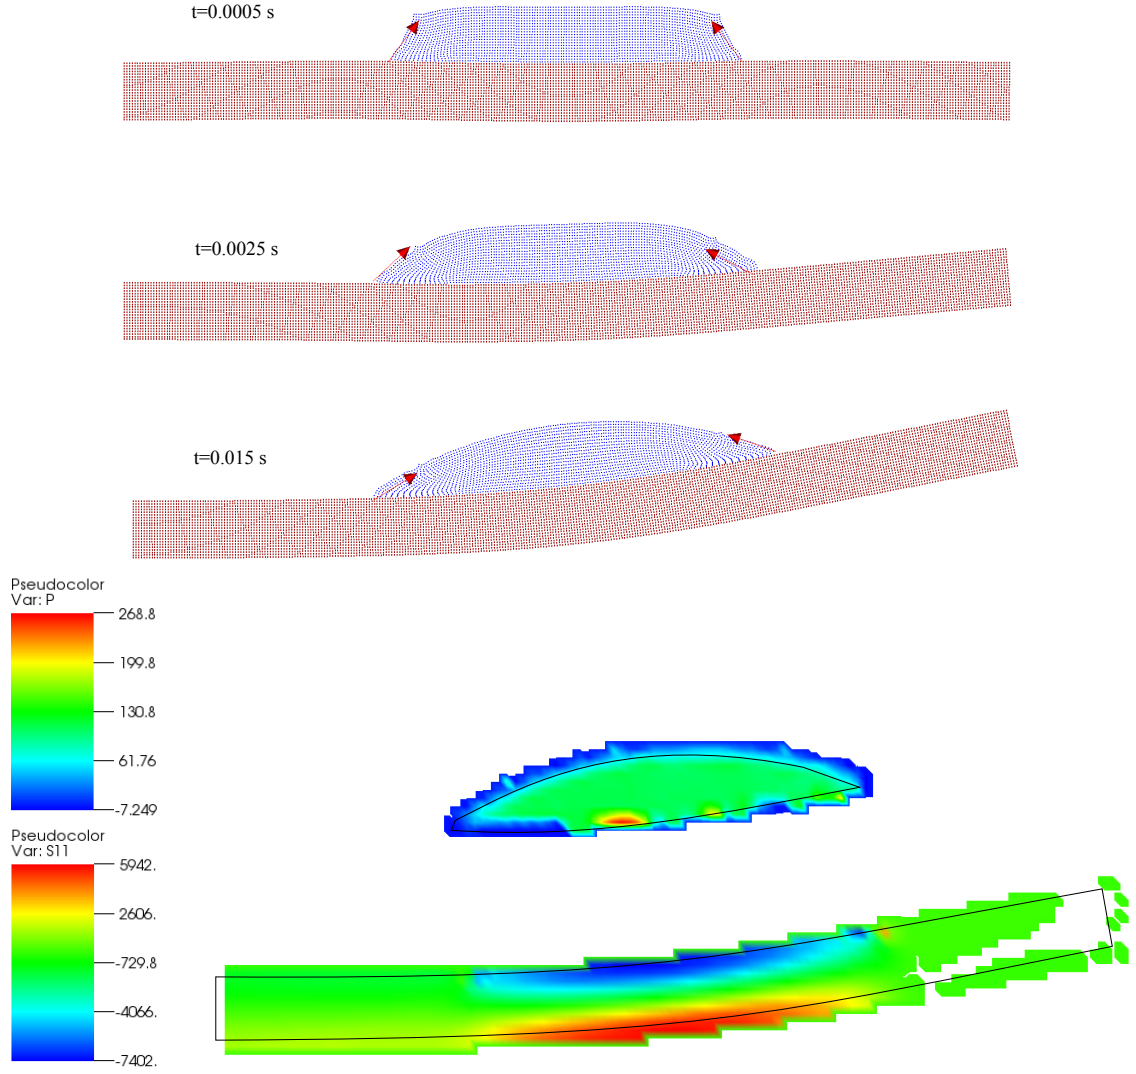 t=0.0005 s
t=0.0025 s
t=0.015 s
Pseudocolor
Var: P
268.8
199.8
130.8
61.76
-7.249
Pseudocolor
Var: S11
5942.
2606.
-729.8
-4066.
-7402.